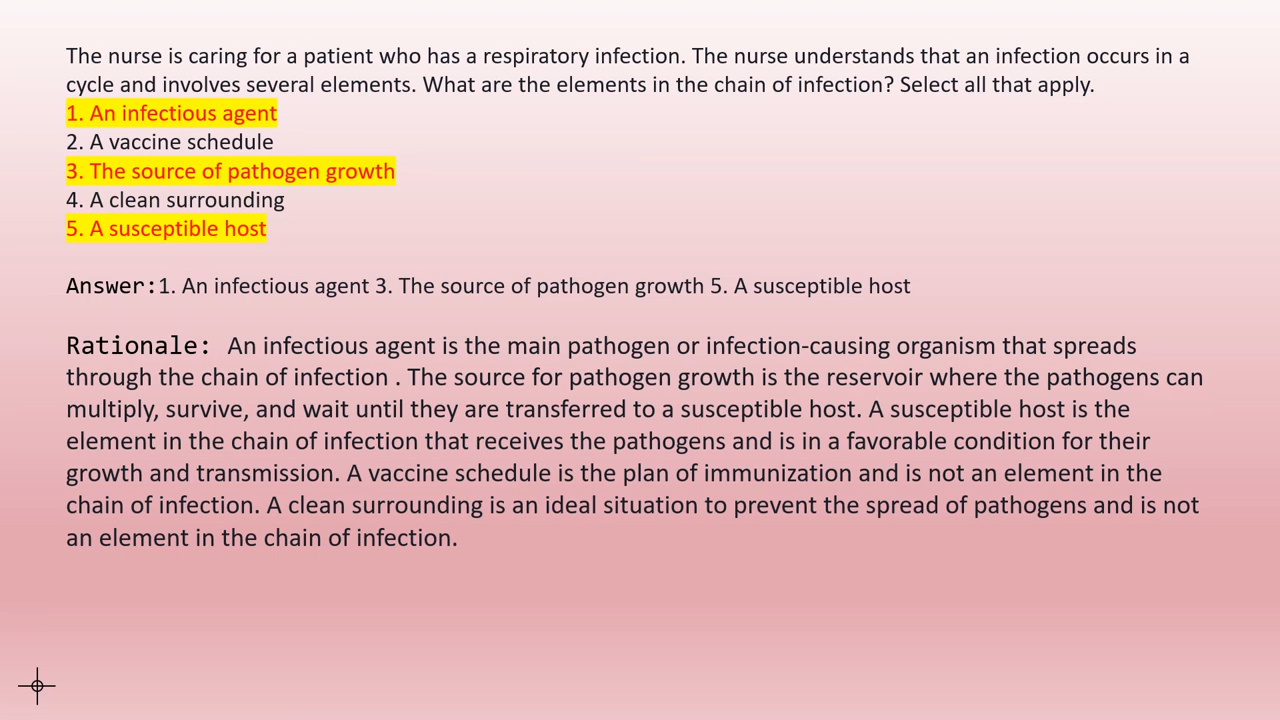 The nurse is caring for a patient who has a respiratory infection. The nurse understands that an infection occurs in a
cycle and involves several elements. What are the elements in the chain of infection? Select all that apply.
1. An infectious agent
2. A vaccine schedule
3. The source of pathogen growth
4. A clean surrounding
5. A susceptible host
Answer:1. An infectious agent 3. The source of pathogen growth 5. A susceptible host
Rationale: An infectious agent is the main pathogen or infection-causing organism that spreads
through the chain of infection . The source for pathogen growth is the reservoir where the pathogens can
multiply, survive, and wait until they are transferred to a susceptible host. A susceptible host is the
element in the chain of infection that receives the pathogens and is in a favorable condition for their
growth and transmission. A vaccine schedule is the plan of immunization and is not an element in the
chain of infection. A clean surrounding is an ideal situation to prevent the spread of pathogens and is not
an element in the chain of infection.